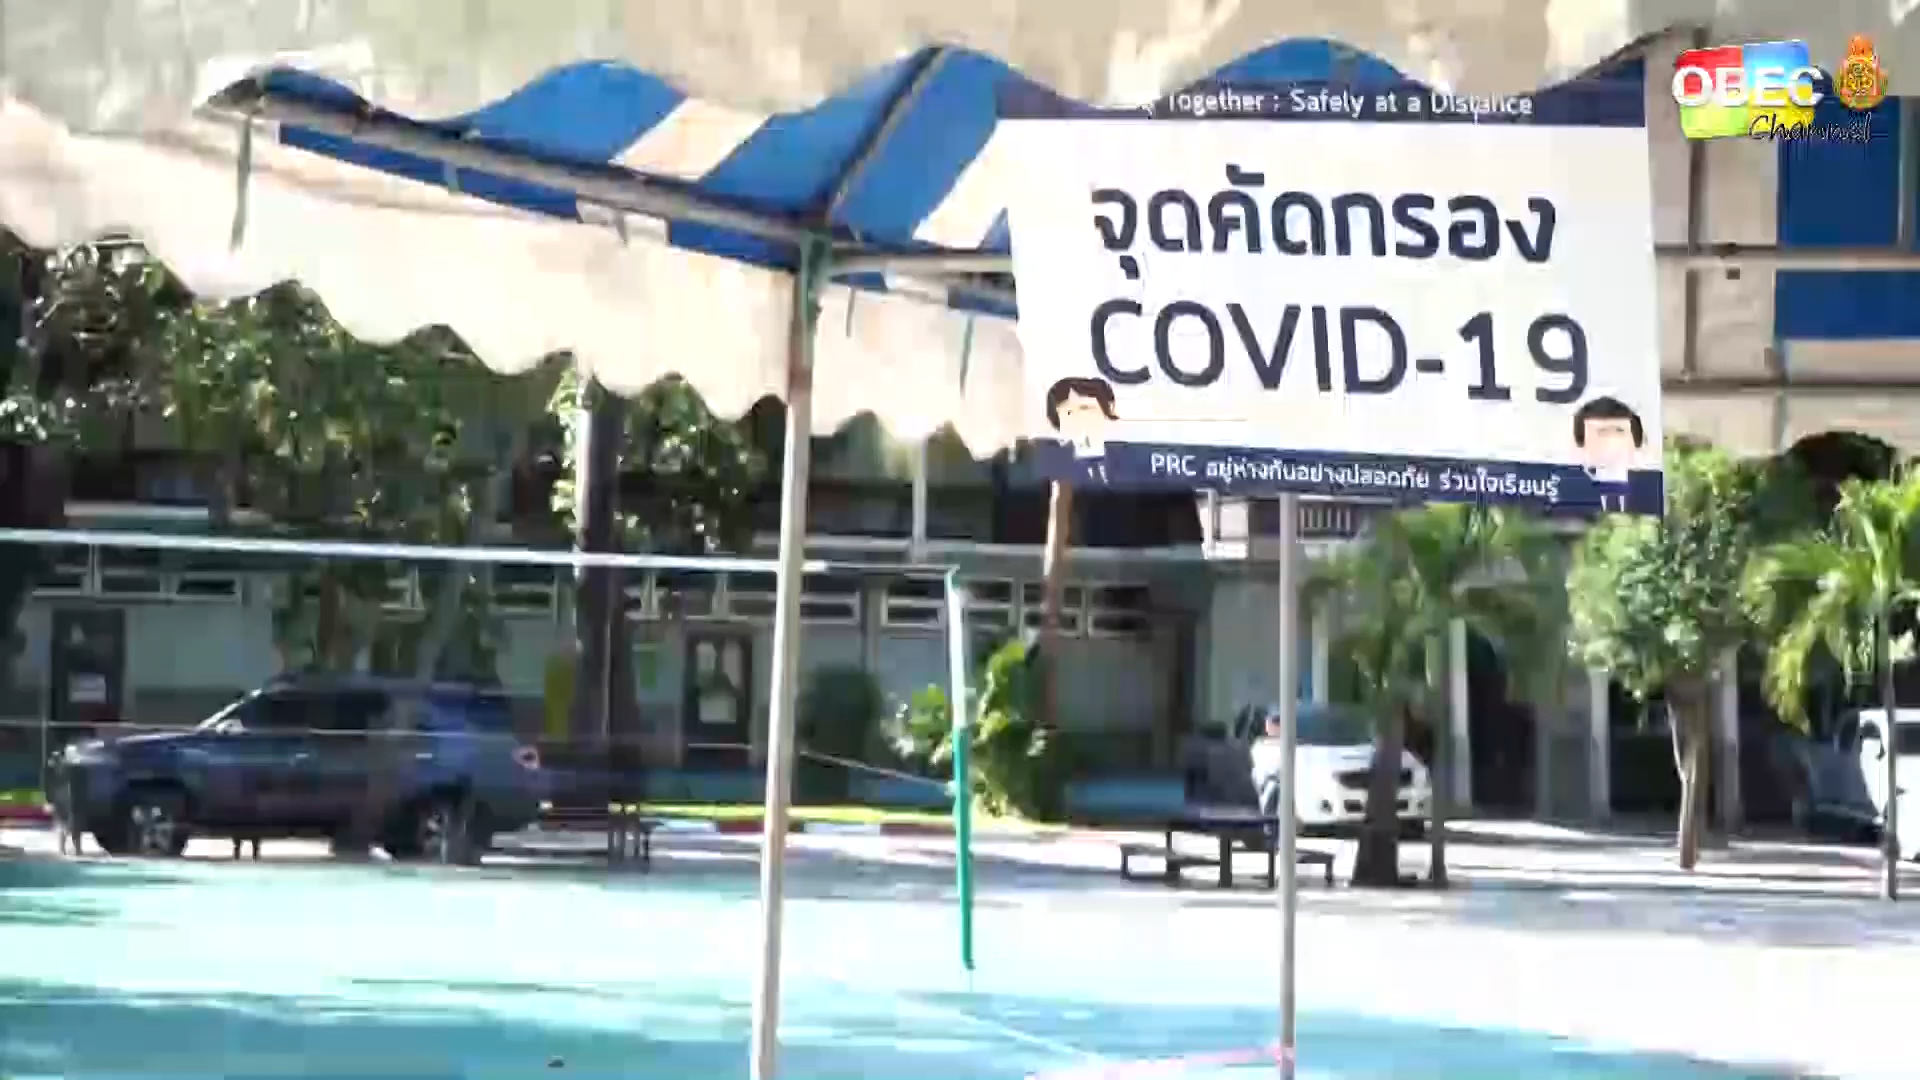 Together : Safely at a Distance
จุดคัดกรอง
COVID-19
PRC อยู่ห่างกันอย่างปลอดภัย ร่วมใจเรียนรู้
OBEC
Channel